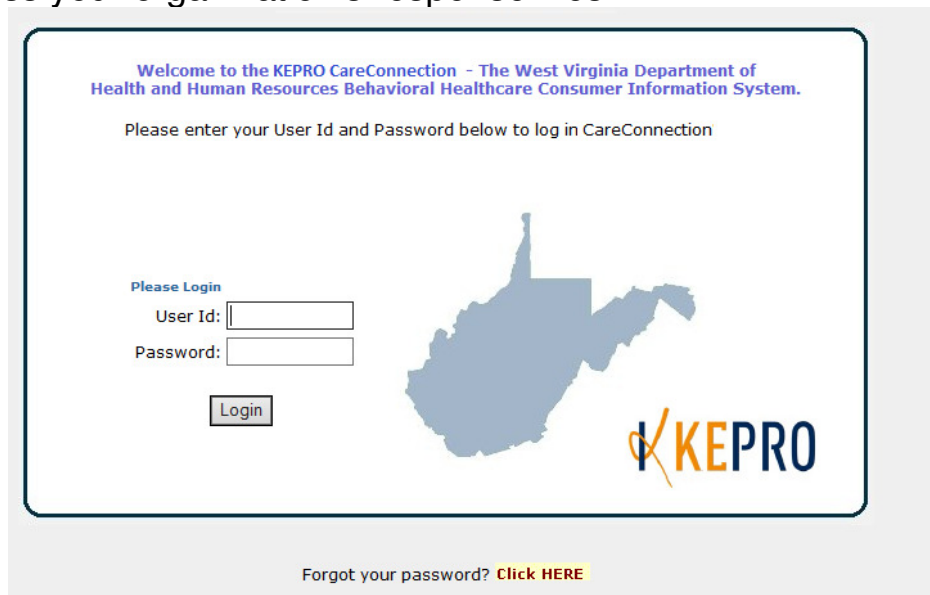 Welcome to the KEPRO CareConnection - The West Virginia Department of
Health and Human Resources Behavioral Healthcare Consumer Information System.
Please enter your User Id and Password below to log in CareConnection
Please Login
User Id:
Password:
Login
KEPRO
Forgot your password? Click HERE